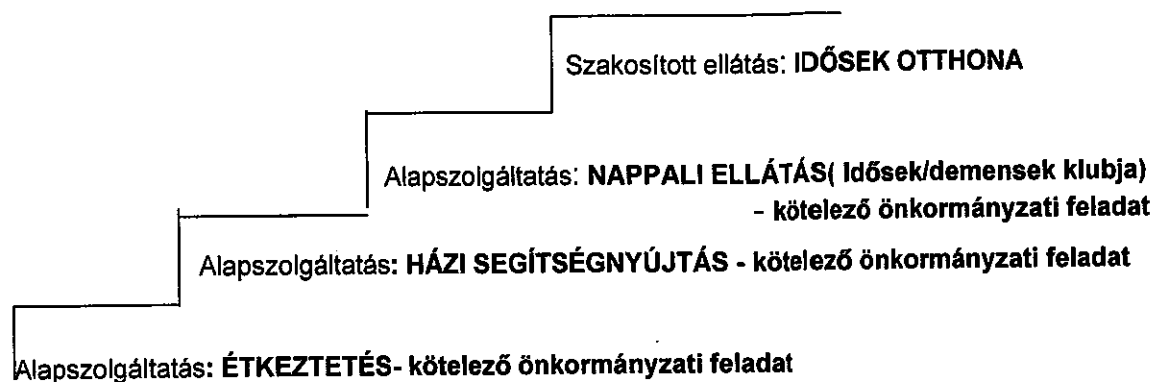 Szakosított ellátás: IDŐSEK OTTHONA
Alapszolgáltatás: NAPPALI ELLÁTÁS( Idősek/demensek klubja)
- kötelező önkormányzati feladat
Alapszolgáltatás: HÁZI SEGÍTSÉGNYÚJTÁS - kötelező önkormányzati feladat
Alapszolgáltatás: ÉTKEZTETÉS- kötelező önkormányzati feladat